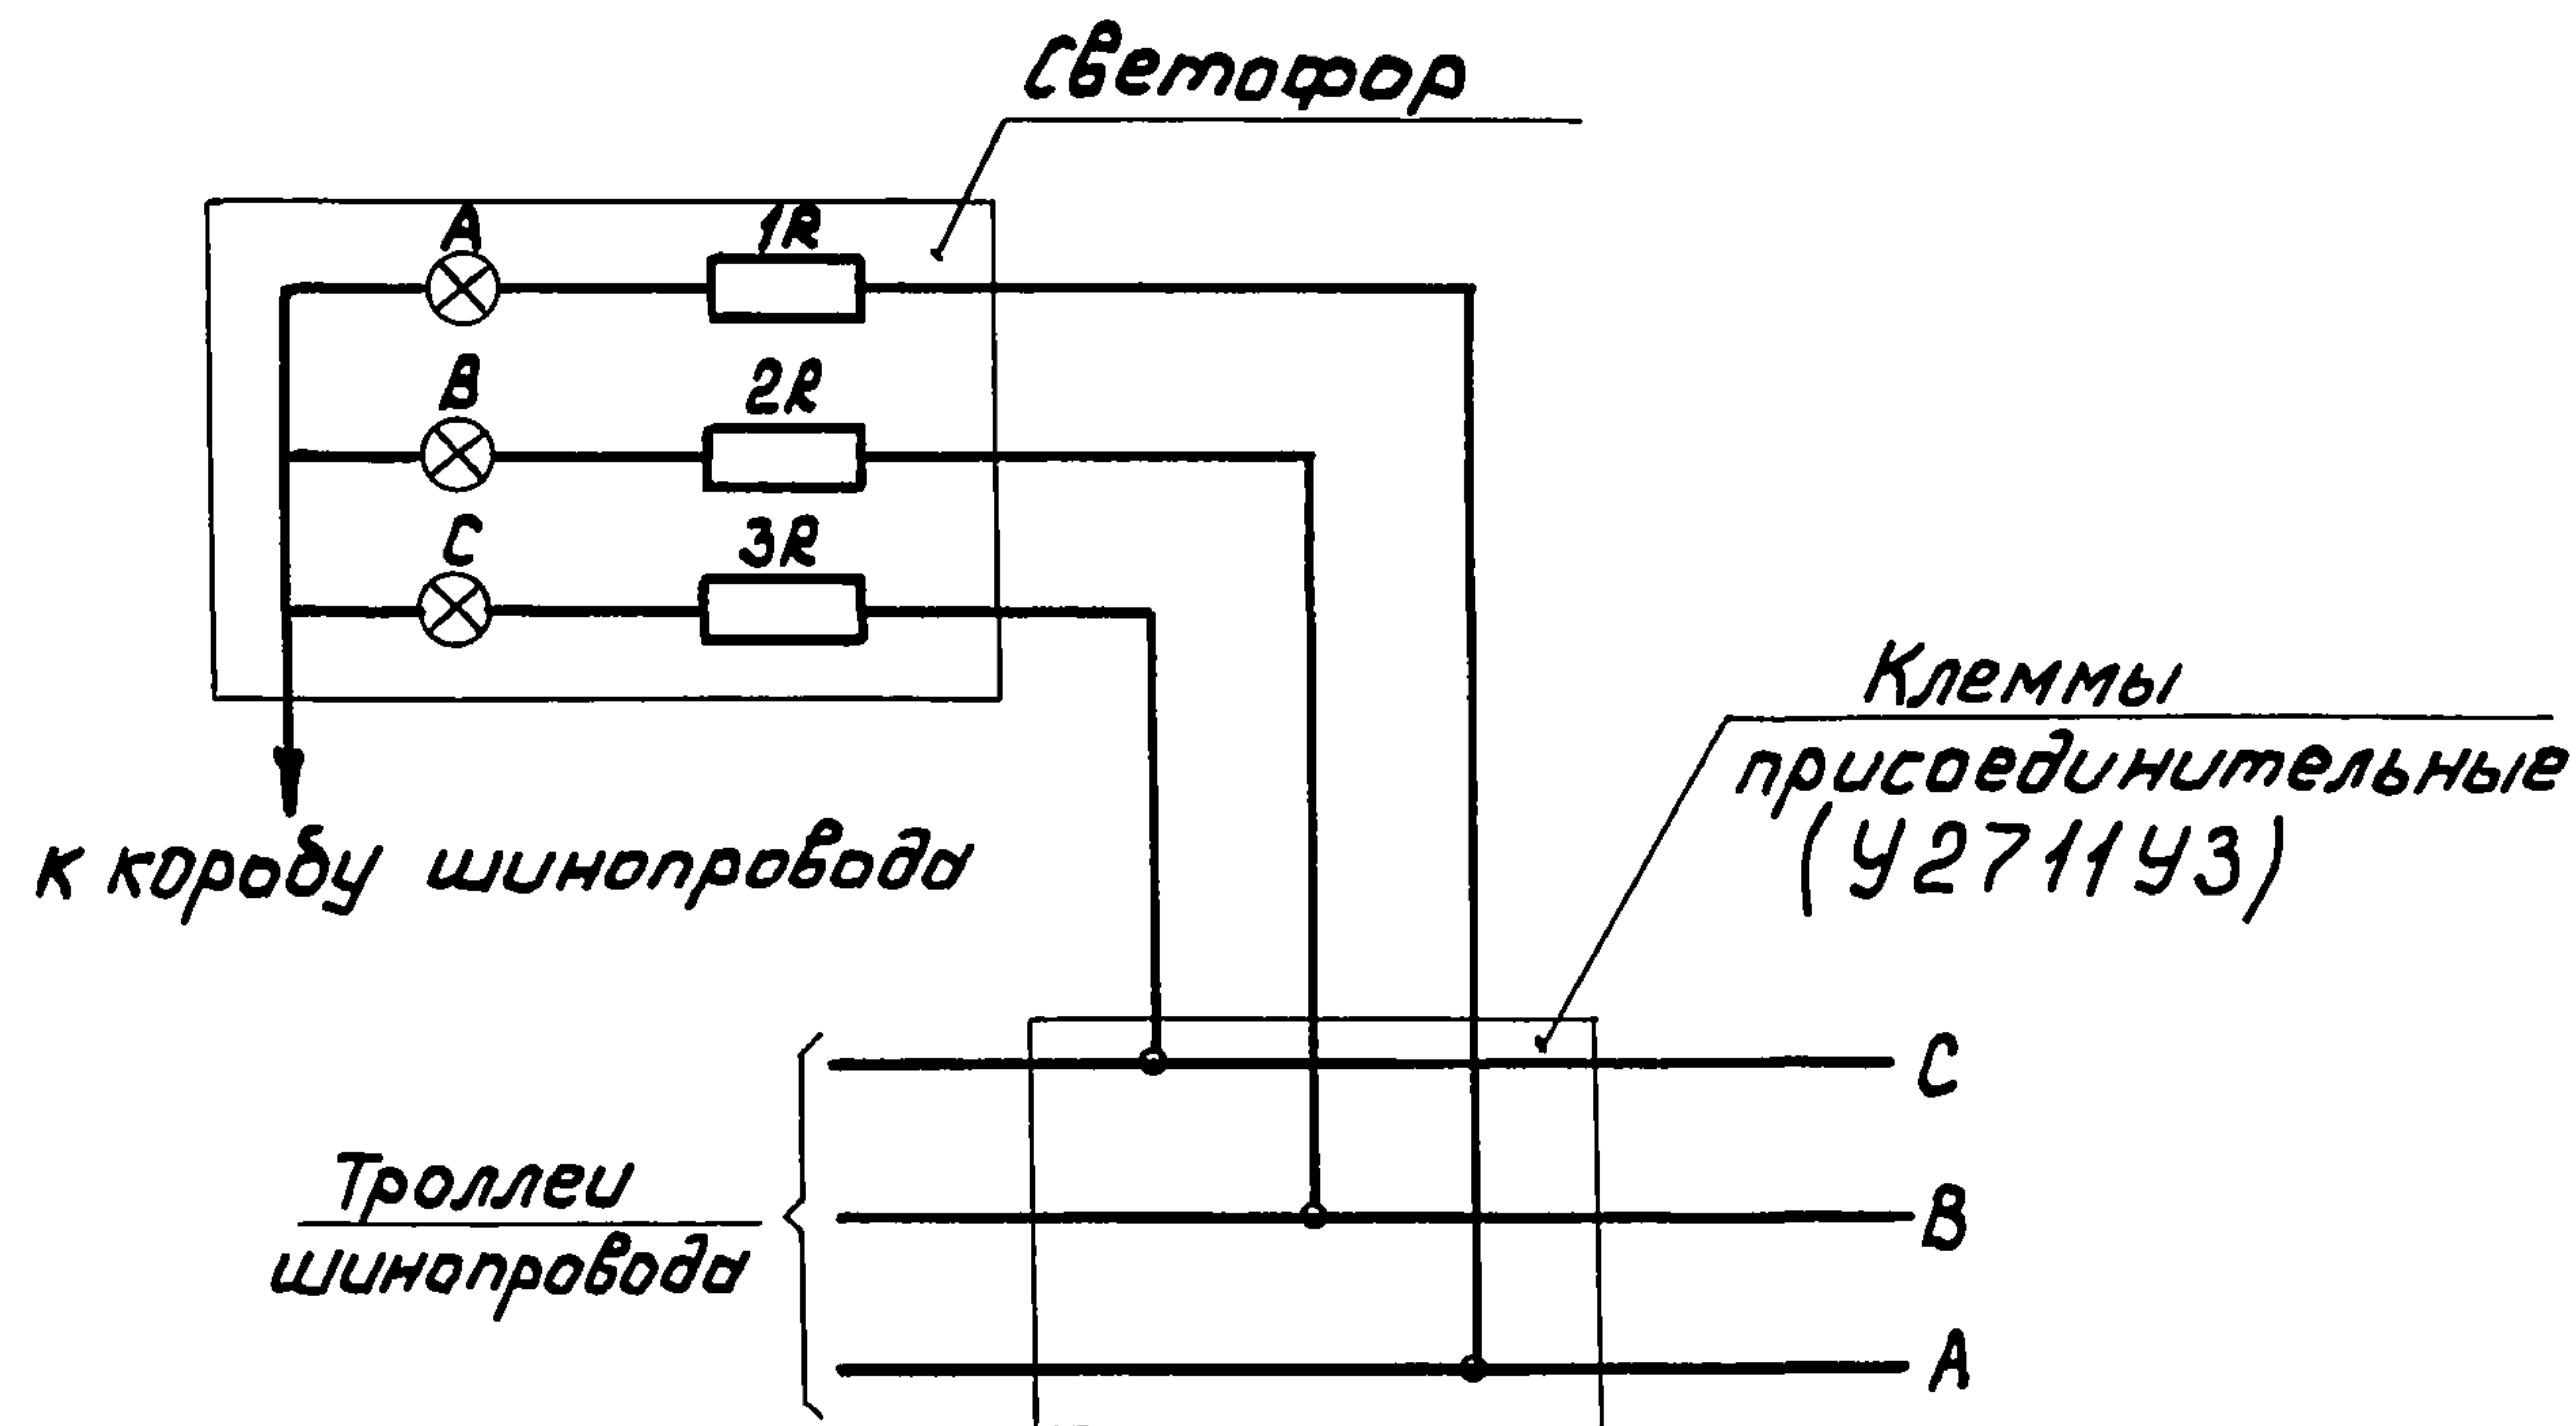 Светофор
A
1R
B
2R
C
3R
к коробу шинопровода
Клеммы
присоединительные
(У2711У3)
Троллеи
шинопровода
C
B
A